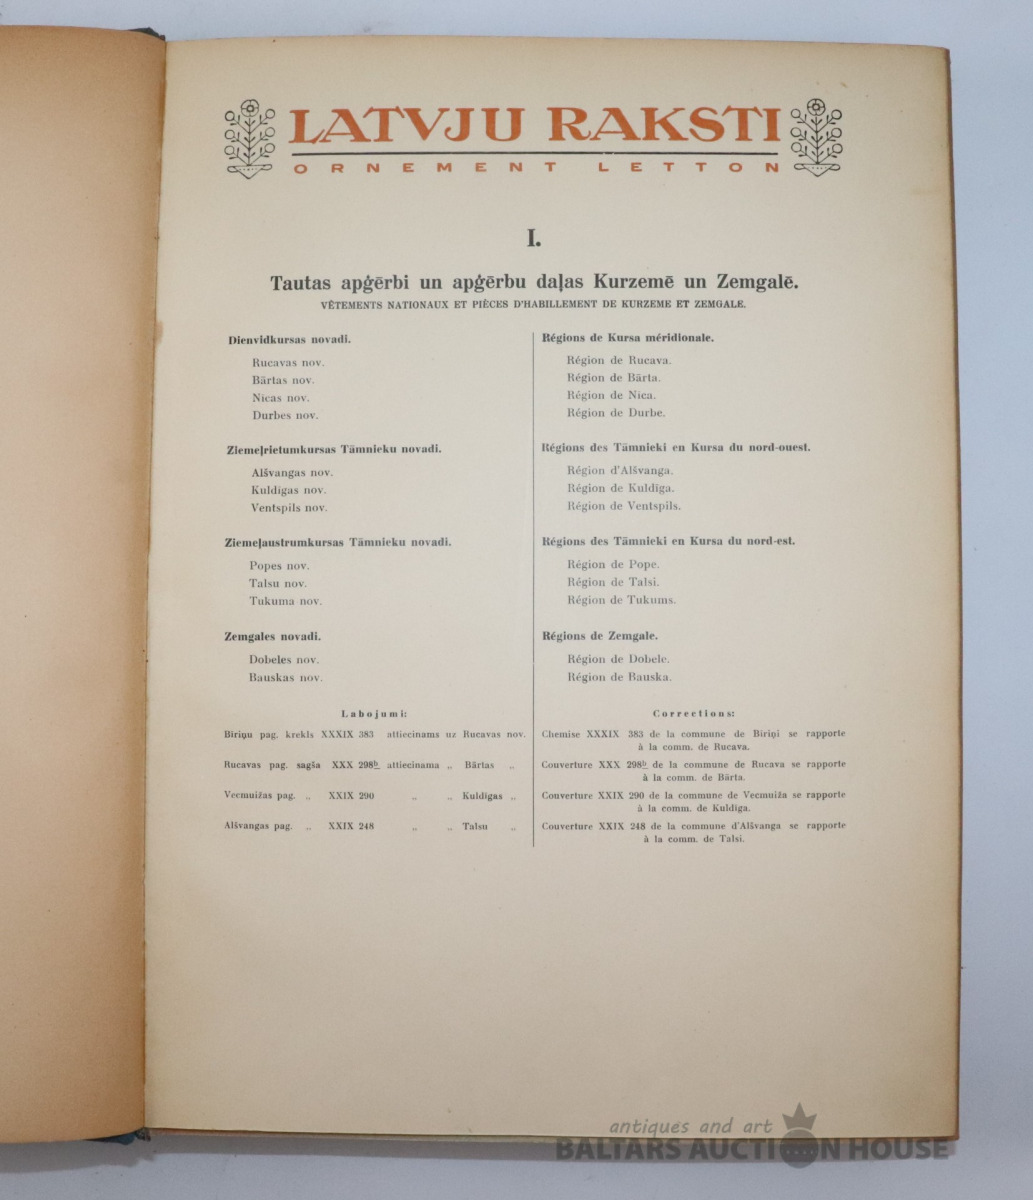 LATVJU RAKSTI
ORNEMENT LETTON
I.
Tautas apģērbi un apģērbu daļas Kurzemē un Zemgalē.
VÊTEMENTS NATIONAUX ET PIÈCES D'HABILLEMENT DE KURZEME ET ZEMGALE.
Dienvidkursas novadi.
Rucavas nov.
Bārtas nov.
Nicas nov.
Durbes nov.
Ziemeļrietumkursas Tāmnieku novadi.
Alšvangas nov.
Kuldīgas nov.
Ventspils nov.
Ziemeļaustrumkursas Tāmnieku novadi.
Popes nov.
Talsu nov.
Tukuma nov.
Zemgales novadi.
Dobeles nov.
Bauskas nov.
Labojumi:
Biriņu pag. krekls XXXIX 383 attiecinams uz Rucavas nov.
Rucavas pag. sagša XXX 298b attiecinama „ Bārtas „
Vecmuižas pag. „ XXIX 290 „ „ Kuldīgas „
Alšvangas pag. „ XXIX 248 „ „ Talsu „
Régions de Kursa méridionale.
Région de Rucava.
Région de Bārta.
Région de Nica.
Région de Durbe.
Régions des Tāmnieki en Kursa du nord-ouest.
Région d'Alšvanga.
Région de Kuldīga.
Région de Ventspils.
Régions des Tāmnieki en Kursa du nord-est.
Région de Pope.
Région de Talsi.
Région de Tukums.
Régions de Zemgale.
Région de Dobele.
Région de Bauska.
Corrections:
Chemise XXXIX 383 de la commune de Biriņi se rapporte
à la comm. de Rucava.
Couverture XXX 298b de la commune de Rucava se rapporte
à la comm. de Bārta.
Couverture XXIX 290 de la commune de Vecmuiža se rapporte
à la comm. de Kuldīga.
Couverture XXIX 248 de la commune d'Alšvanga se rapporte
à la comm. de Talsi.
antiques and art
BALTARS AUCTION HOUSE